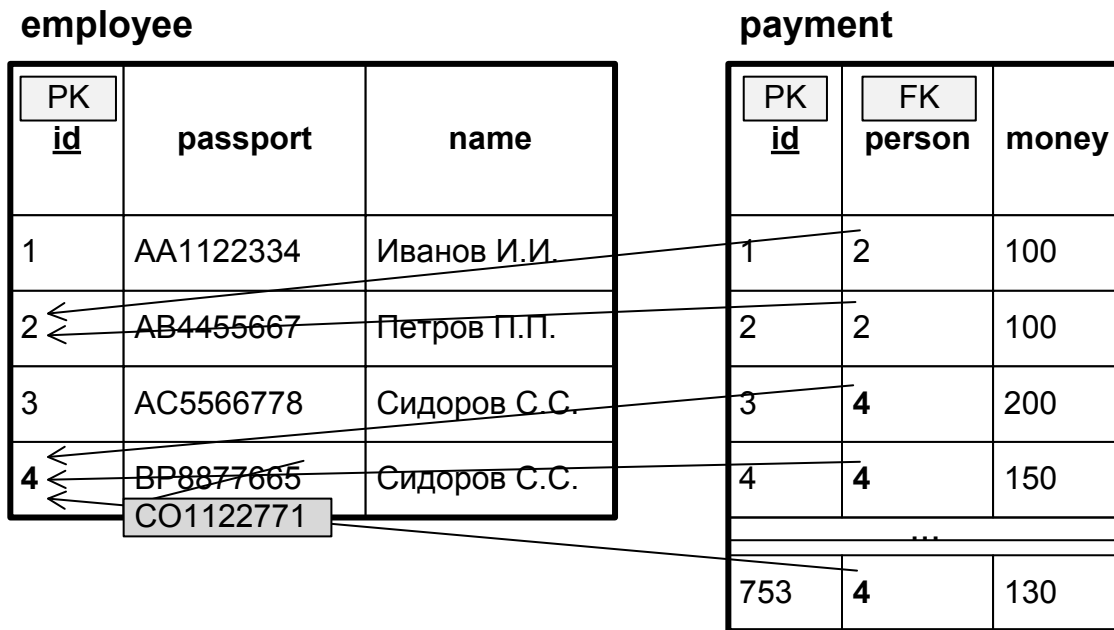 employee
PK
id passport name
1 AA1122334 Иванов И.И.
2 AB4455667 Петров П.П.
3 AC5566778 Сидоров С.С.
4 BP8877665 Сидоров С.С.
CO1122771
payment
PK FK
id person money
1 2 100
2 2 100
3 4 200
4 4 150
...
753 4 130